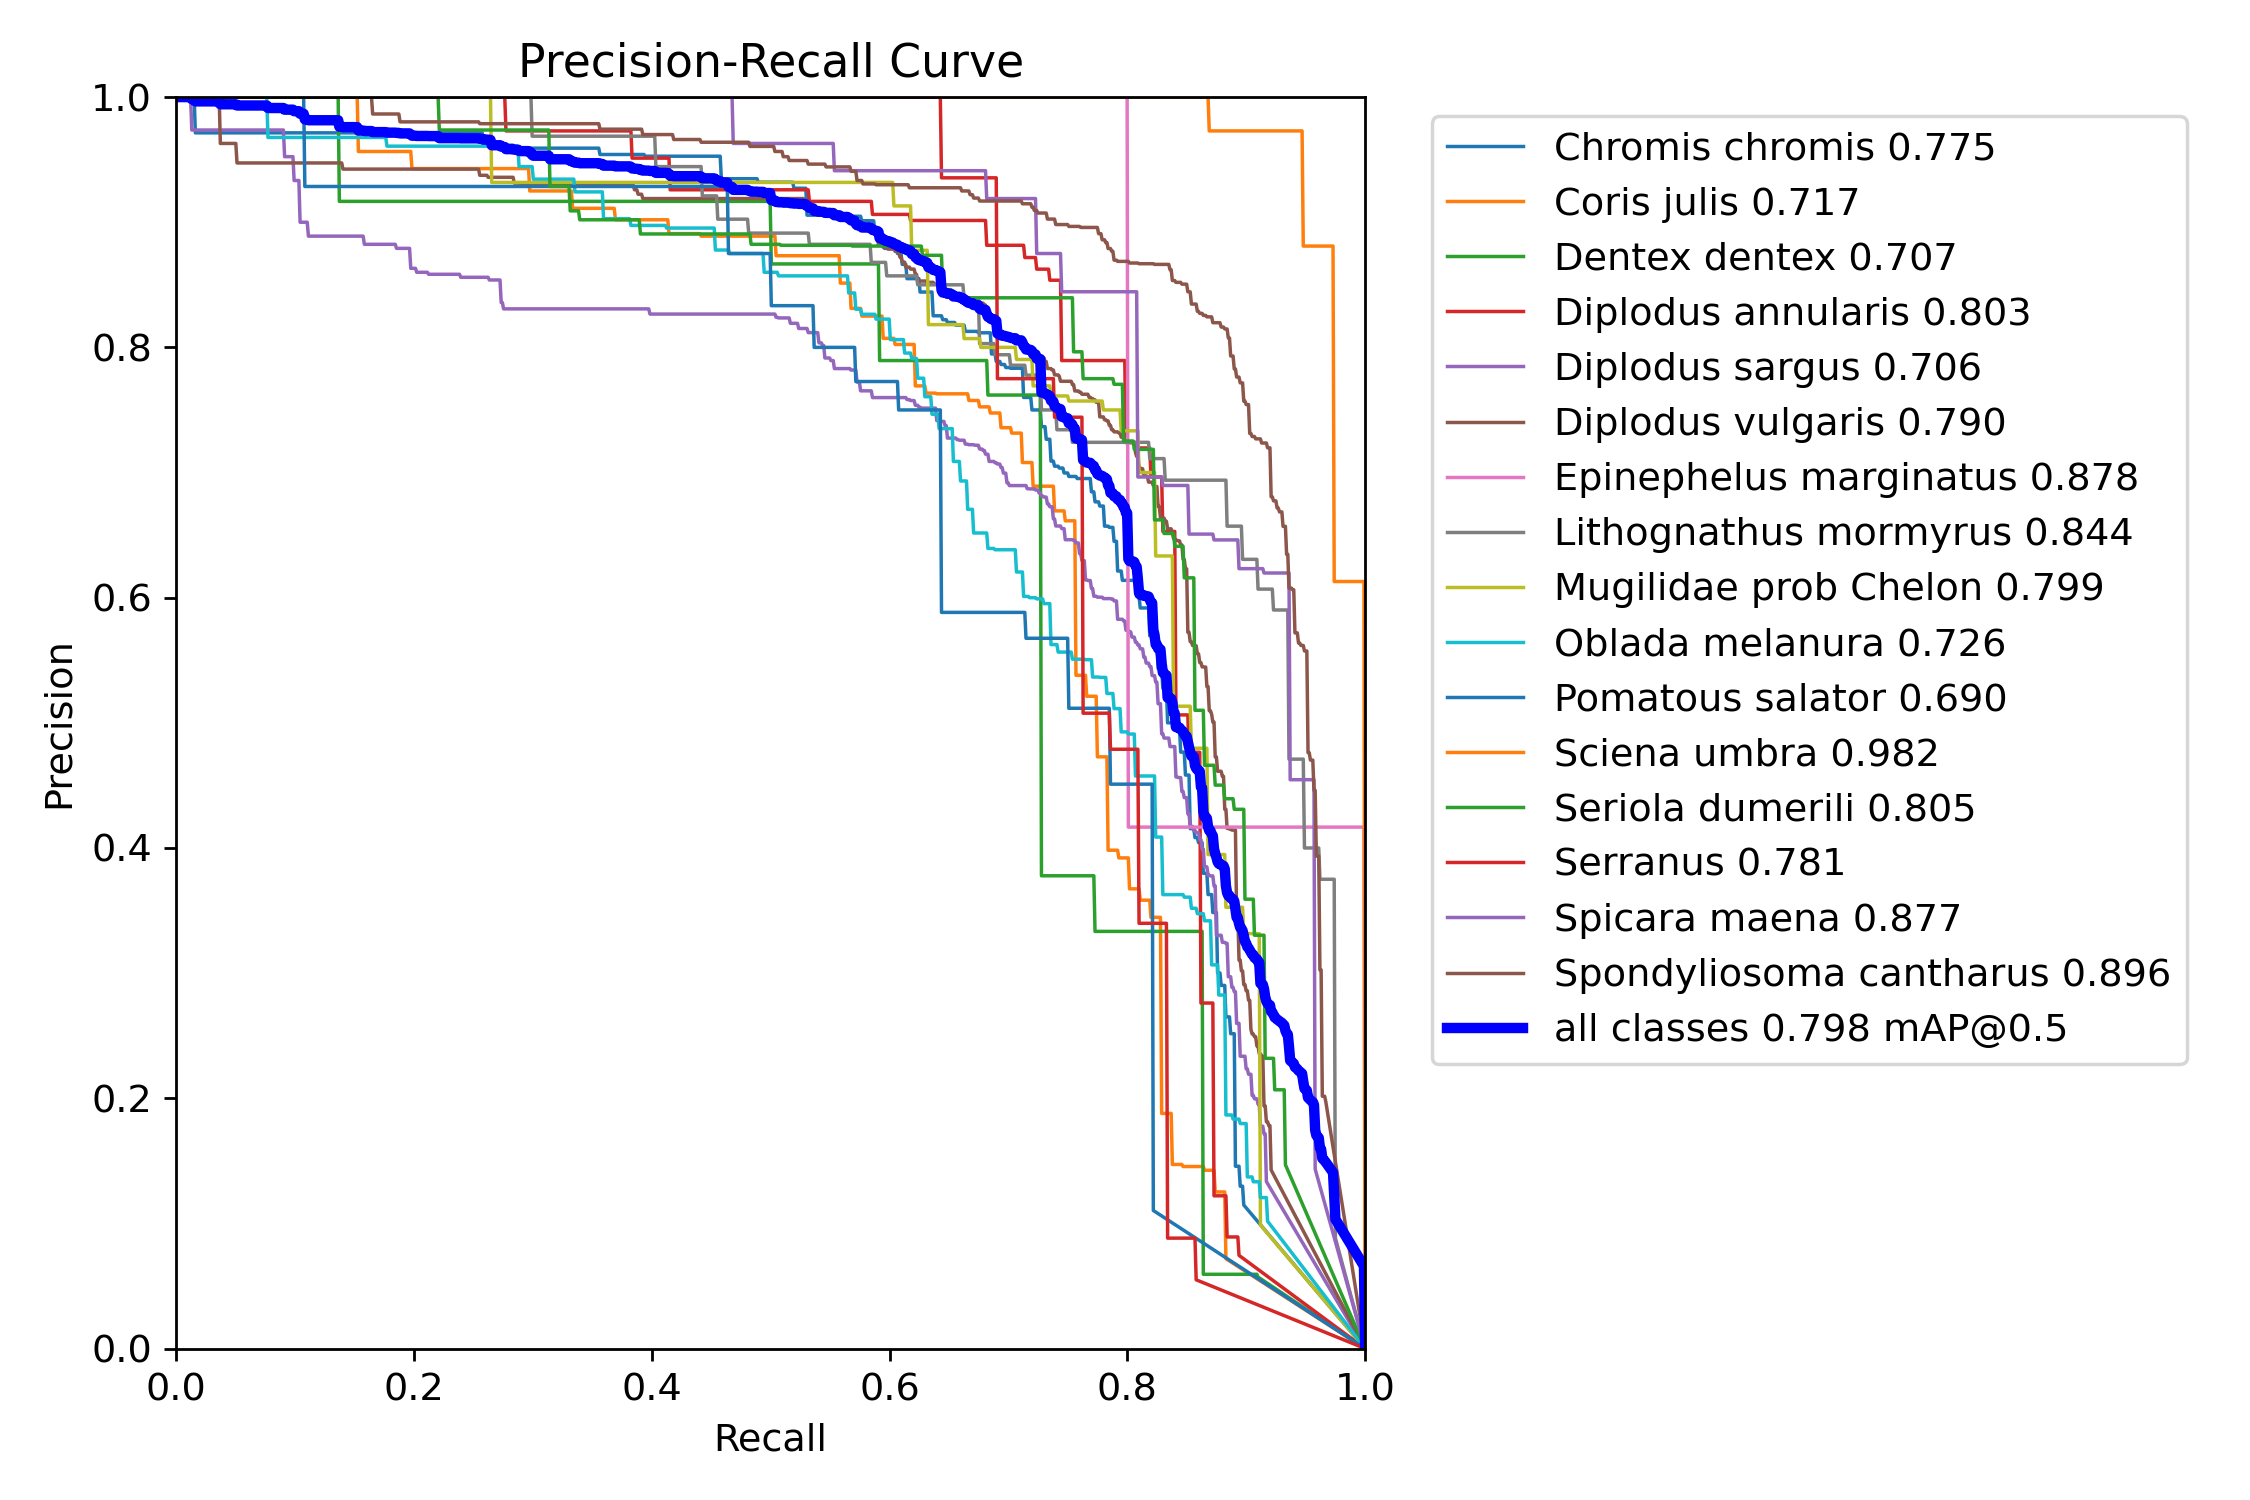 Precision-Recall Curve
1.0
0.8
0.6
0.4
0.2
0.0
Precision
0.0 0.2 0.4 0.6 0.8 1.0
Recall
Chromis chromis 0.775
Coris julis 0.717
Dentex dentex 0.707
Diplodus annularis 0.803
Diplodus sargus 0.706
Diplodus vulgaris 0.790
Epinephelus marginatus 0.878
Lithognathus mormyrus 0.844
Mugilidae prob Chelon 0.799
Oblada melanura 0.726
Pomatous salator 0.690
Sciena umbra 0.982
Seriola dumerili 0.805
Serranus 0.781
Spicara maena 0.877
Spondyliosoma cantharus 0.896
all classes 0.798 mAP@0.5